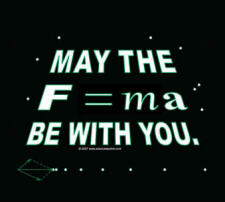 MAY THE
F = ma
BE WITH YOU.